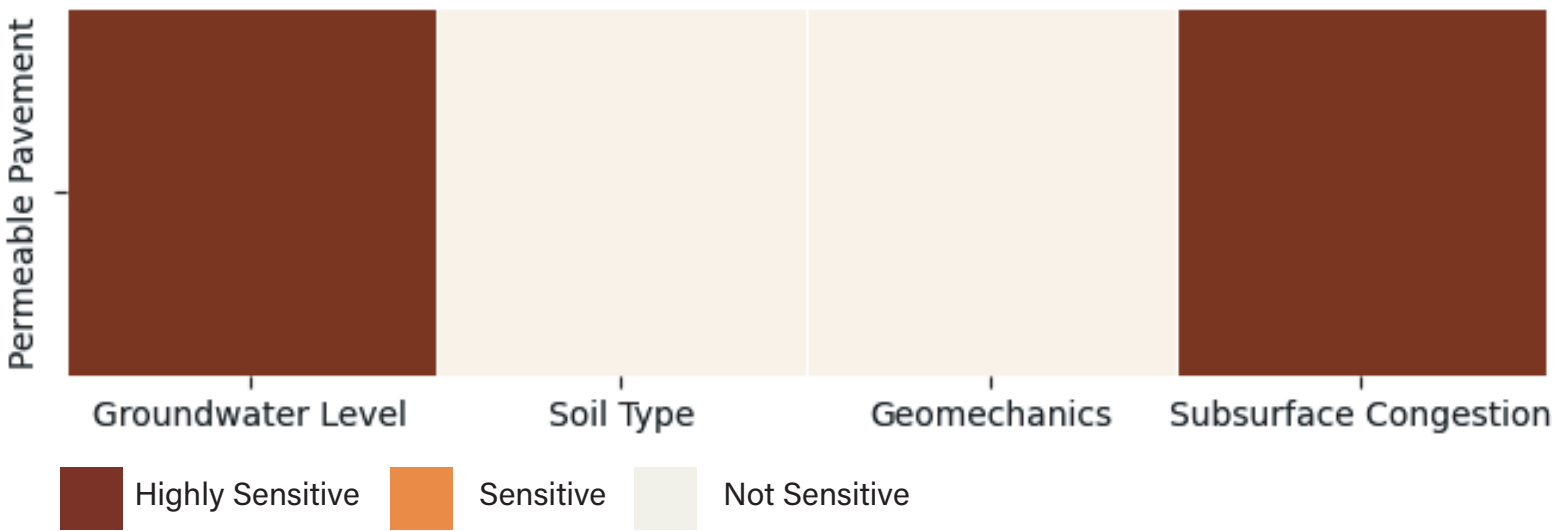 Permeable Pavement
Groundwater Level
Soil Type
Geomechanics
Subsurface Congestion
Highly Sensitive
Sensitive
Not Sensitive